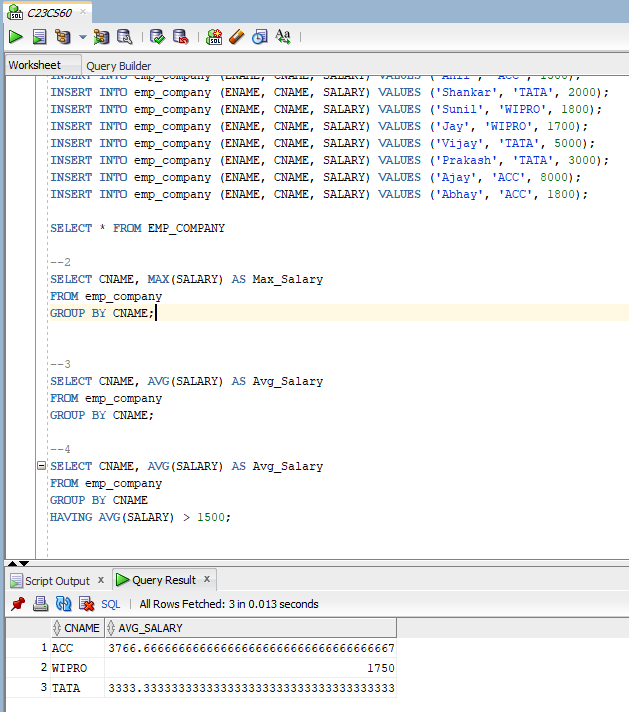 C23CS60 ×
Worksheet Query Builder
INSERT INTO emp_company (ENAME, CNAME, SALARY) VALUES ('Anil', 'ACC', 1500);
INSERT INTO emp_company (ENAME, CNAME, SALARY) VALUES ('Shankar', 'TATA', 2000);
INSERT INTO emp_company (ENAME, CNAME, SALARY) VALUES ('Sunil', 'WIPRO', 1800);
INSERT INTO emp_company (ENAME, CNAME, SALARY) VALUES ('Jay', 'WIPRO', 1700);
INSERT INTO emp_company (ENAME, CNAME, SALARY) VALUES ('Vijay', 'TATA', 5000);
INSERT INTO emp_company (ENAME, CNAME, SALARY) VALUES ('Prakash', 'TATA', 3000);
INSERT INTO emp_company (ENAME, CNAME, SALARY) VALUES ('Ajay', 'ACC', 8000);
INSERT INTO emp_company (ENAME, CNAME, SALARY) VALUES ('Abhay', 'ACC', 1800);
SELECT * FROM EMP_COMPANY
--2
SELECT CNAME, MAX(SALARY) AS Max_Salary
FROM emp_company
GROUP BY CNAME;
--3
SELECT CNAME, AVG(SALARY) AS Avg_Salary
FROM emp_company
GROUP BY CNAME;
--4
SELECT CNAME, AVG(SALARY) AS Avg_Salary
FROM emp_company
GROUP BY CNAME
HAVING AVG(SALARY) > 1500;
Script Output × Query Result ×
SQL | All Rows Fetched: 3 in 0.013 seconds
CNAME AVG_SALARY
1 ACC 3766.666666666666666666666666666666666667
2 WIPRO 1750
3 TATA 3333.333333333333333333333333333333333333